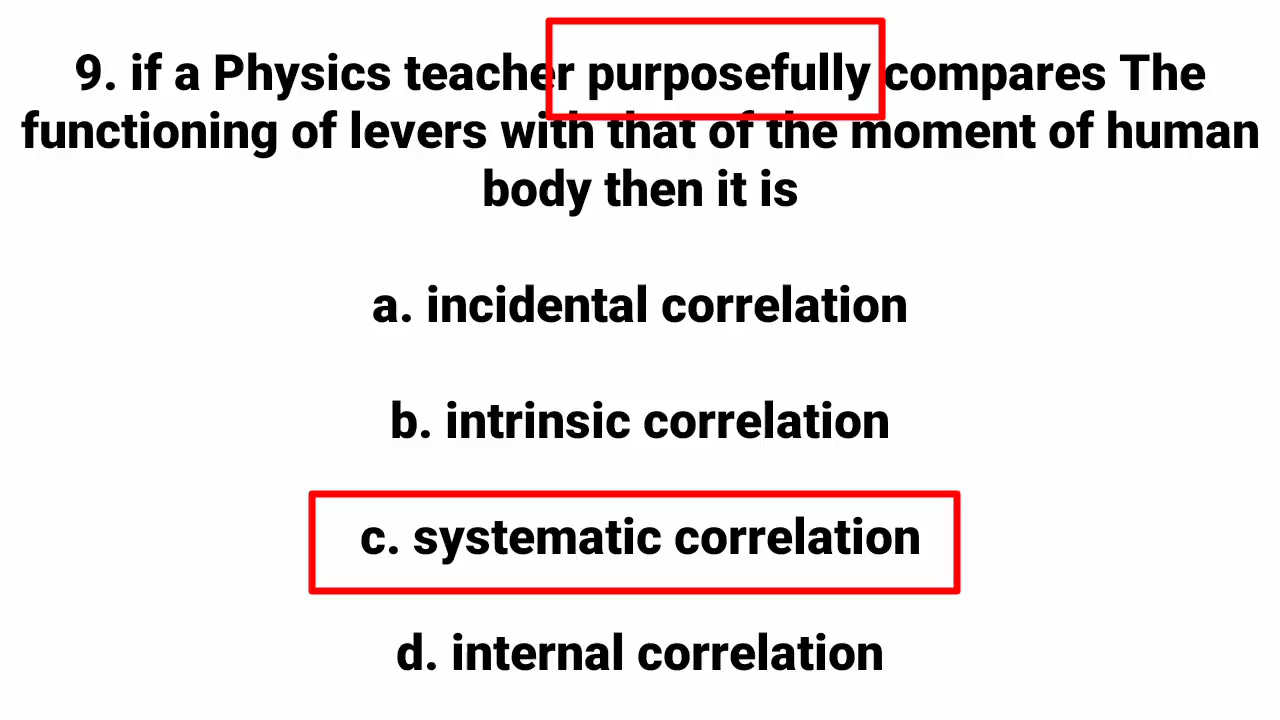 9. if a Physics teacher purposefully compares The
functioning of levers with that of the moment of human
body then it is
a. incidental correlation
b. intrinsic correlation
c. systematic correlation
d. internal correlation